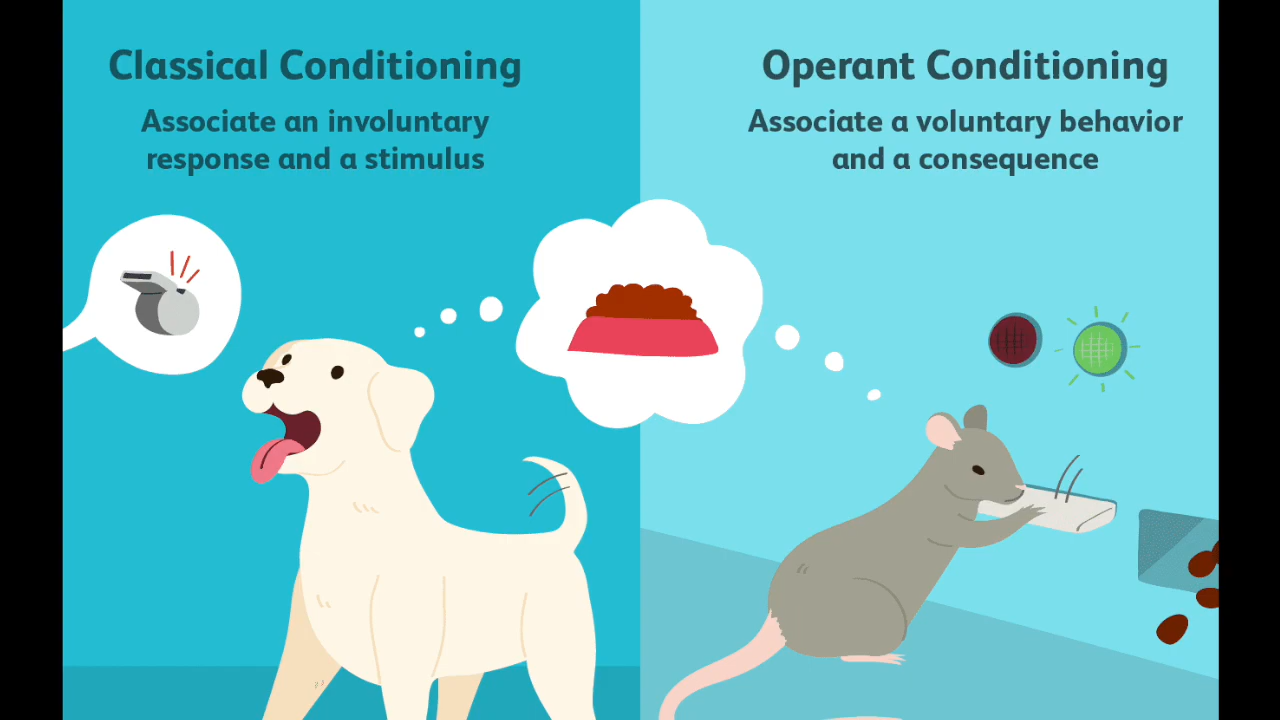 Classical Conditioning
Associate an involuntary
response and a stimulus
Operant Conditioning
Associate a voluntary behavior
and a consequence